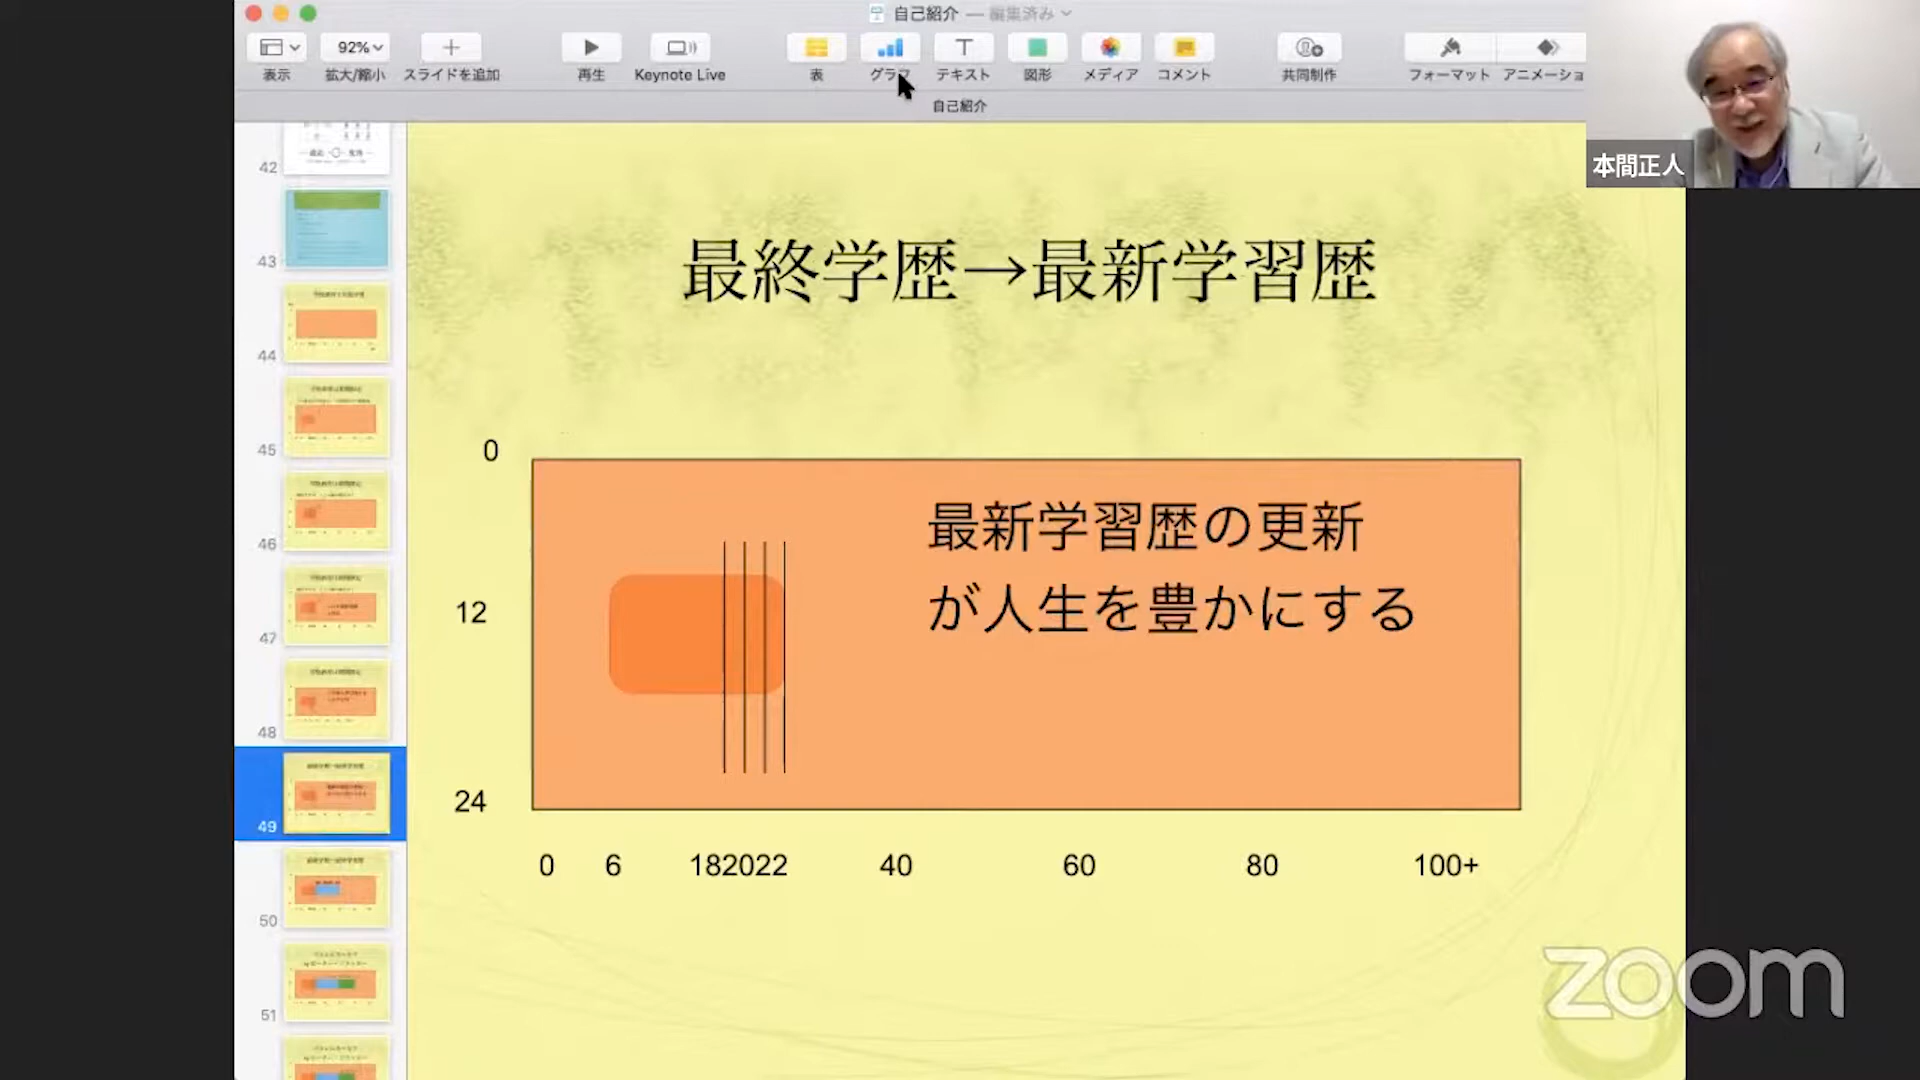 自己紹介 — 編集済み
92%
表示
拡大/縮小
スライドを追加
再生
Keynote Live
表
グラフ
テキスト
図形
メディア
コメント
共同制作
フォーマット
アニメーショ
自己紹介
本間正人
42
43
44
45
46
47
48
49
50
51
最終学歴→最新学習歴
0
最新学習歴の更新
が人生を豊かにする
12
24
0 6 182022 40 60 80 100+
zoom